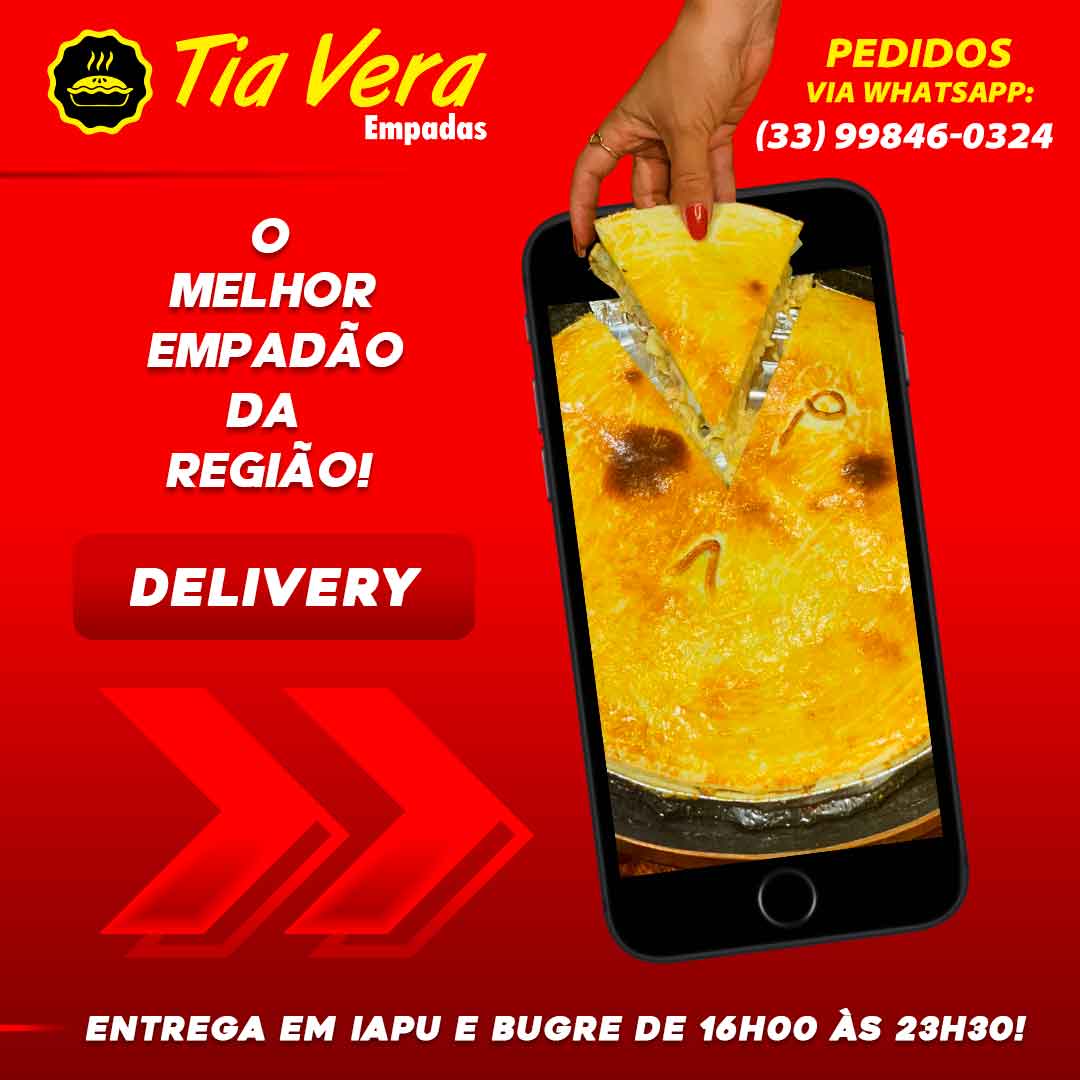 Tia Vera
Empadas
PEDIDOS
VIA WHATSAPP:
(33) 99846-0324
O
MELHOR
EMPADÃO
DA
REGIÃO!
DELIVERY
ENTREGA EM IAPU E BUGRE DE 16H00 ÀS 23H30!